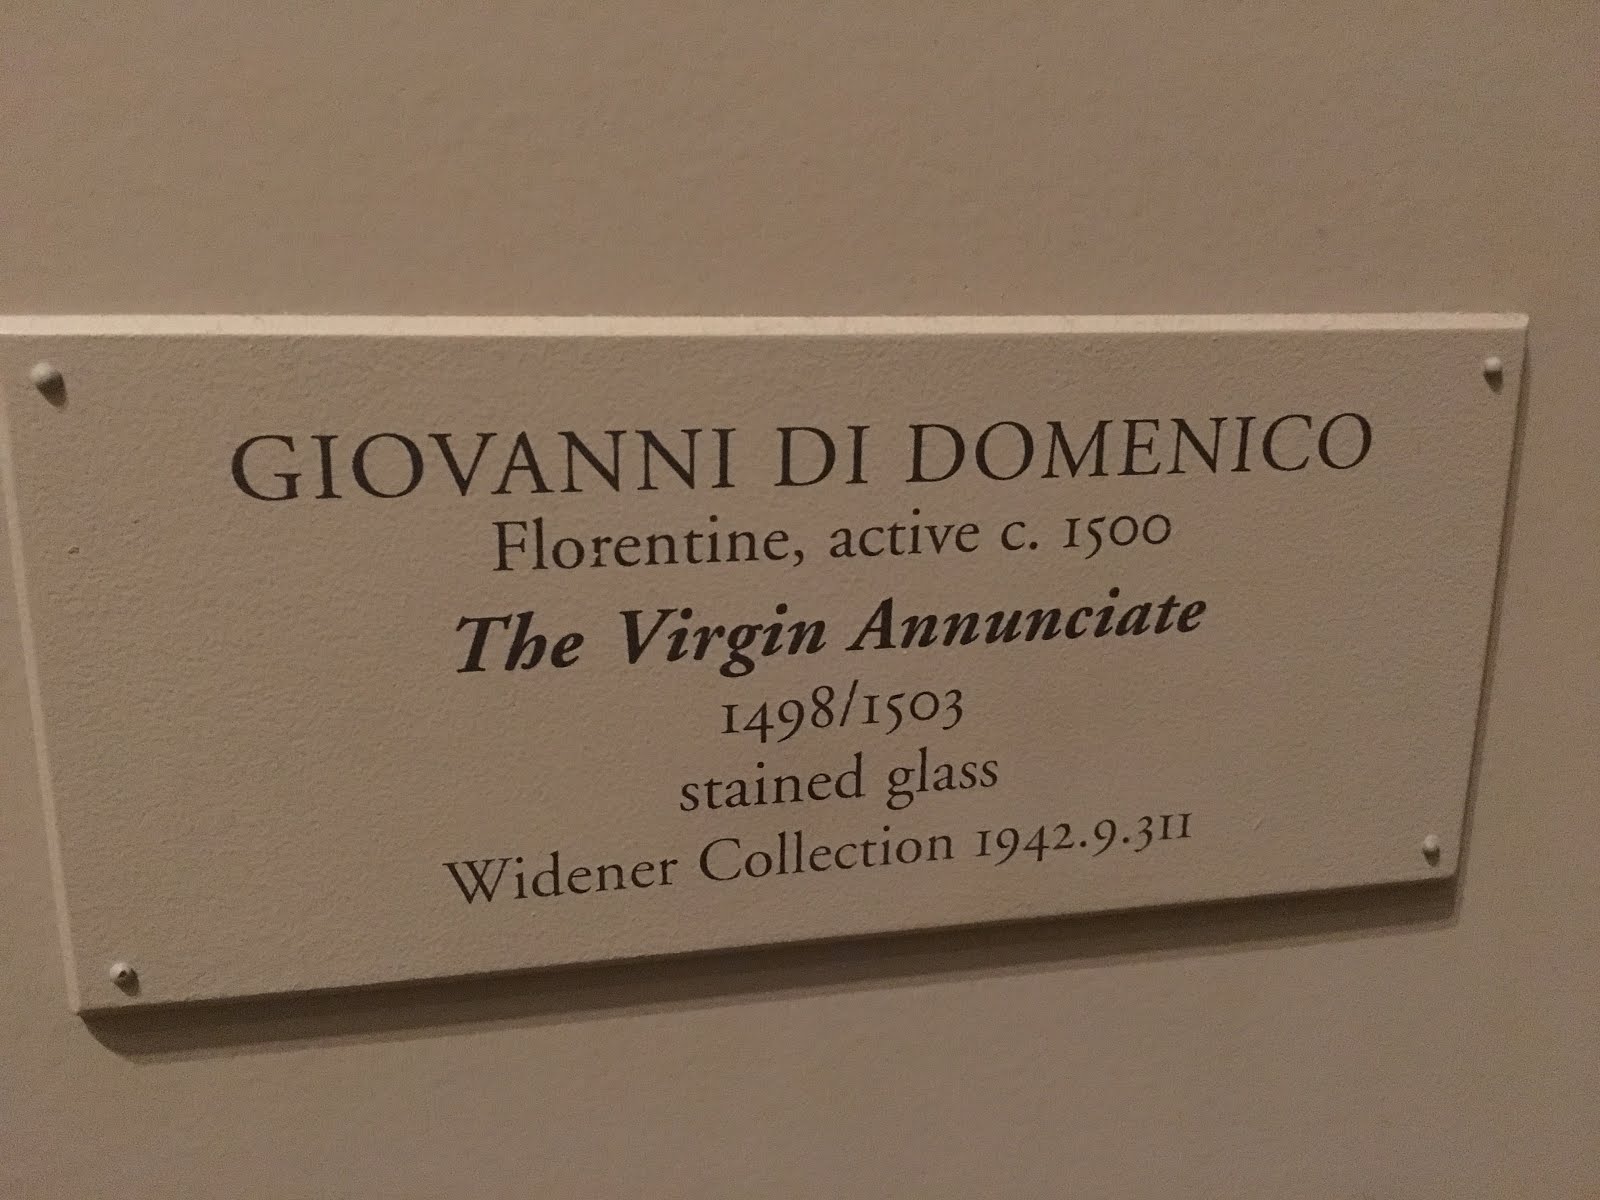 GIOVANNI DI DOMENICO
Florentine, active c. 1500
The Virgin Annunciate
1498/1503
stained glass
Widener Collection 1942.9.311